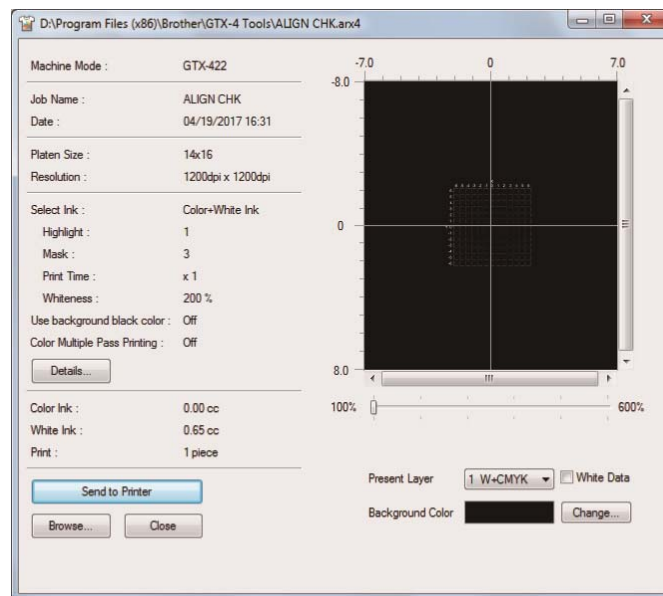 D:\Program Files (x86)\Brother\GTX-4 Tools\ALIGN CHK.arx4
Machine Mode : GTX-422
Job Name : ALIGN CHK
Date : 04/19/2017 16:31
Platen Size : 14x16
Resolution : 1200dpi x 1200dpi
Select Ink : Color+White Ink
Highlight : 1
Mask : 3
Print Time : x 1
Whiteness : 200 %
Use background black color : Off
Color Multiple Pass Printing : Off
Details...
Color Ink : 0.00 cc
White Ink : 0.65 cc
Print : 1 piece
Send to Printer
Browse... Close
-7.0 0 7.0
-8.0
0
8.0
100% 600%
Present Layer 1 W+CMYK White Data
Background Color Change...